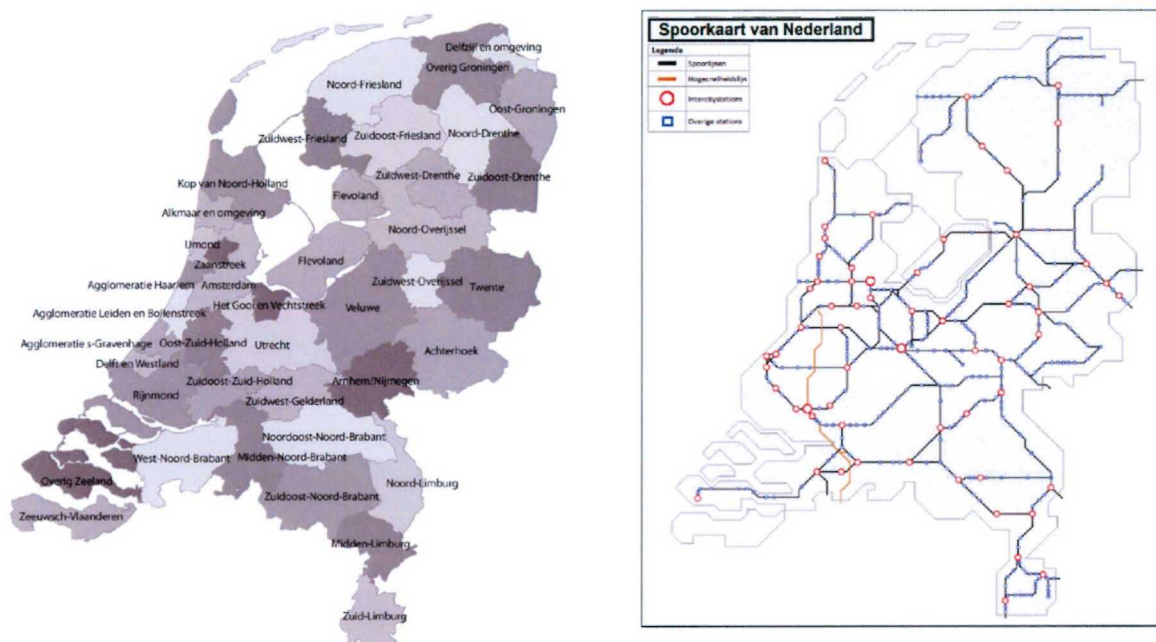 Delfzijl en omgeving
Overig Groningen
Noord-Friesland
Oost-Groningen
Zuidwest-Friesland
Zuidoost-Friesland
Noord-Drenthe
Zuidwest-Drenthe
Zuidoost-Drenthe
Kop van Noord-Holland
Flevoland
Alkmaar en omgeving
Noord-Overijssel
IJmond
Zaanstreek
Flevoland
Zuidwest-Overijssel
Agglomeratie Haarlem
Amsterdam
Twente
Het Gooi en Vechtstreek
Veluwe
Agglomeratie Leiden en Bollenstreek
Agglomeratie s-Gravenhage
Oost-Zuid-Holland
Utrecht
Achterhoek
Delft en Westland
Zuidoost-Zuid-Holland
Arnhem/Nijmegen
Rijnmond
Zuidwest-Gelderland
Noordoost-Noord-Brabant
West-Noord-Brabant
Midden-Noord-Brabant
Overig Zeeland
Zuidoost-Noord-Brabant
Noord-Limburg
Zeeuwsch-Vlaanderen
Midden-Limburg
Zuid-Limburg
Spoorkaart van Nederland
Legenda
Spoorlijnen
Hogesnelheidslijn
Intercitystations
Overige stations